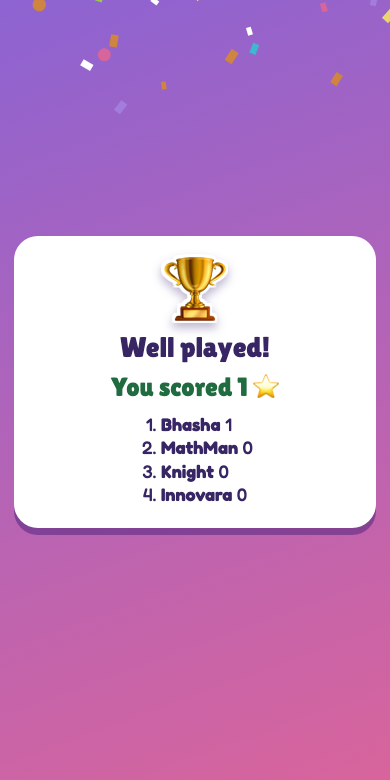 Well played!
You scored 1 ⭐
1. Bhasha 1
2. MathMan 0
3. Knight 0
4. Innovara 0